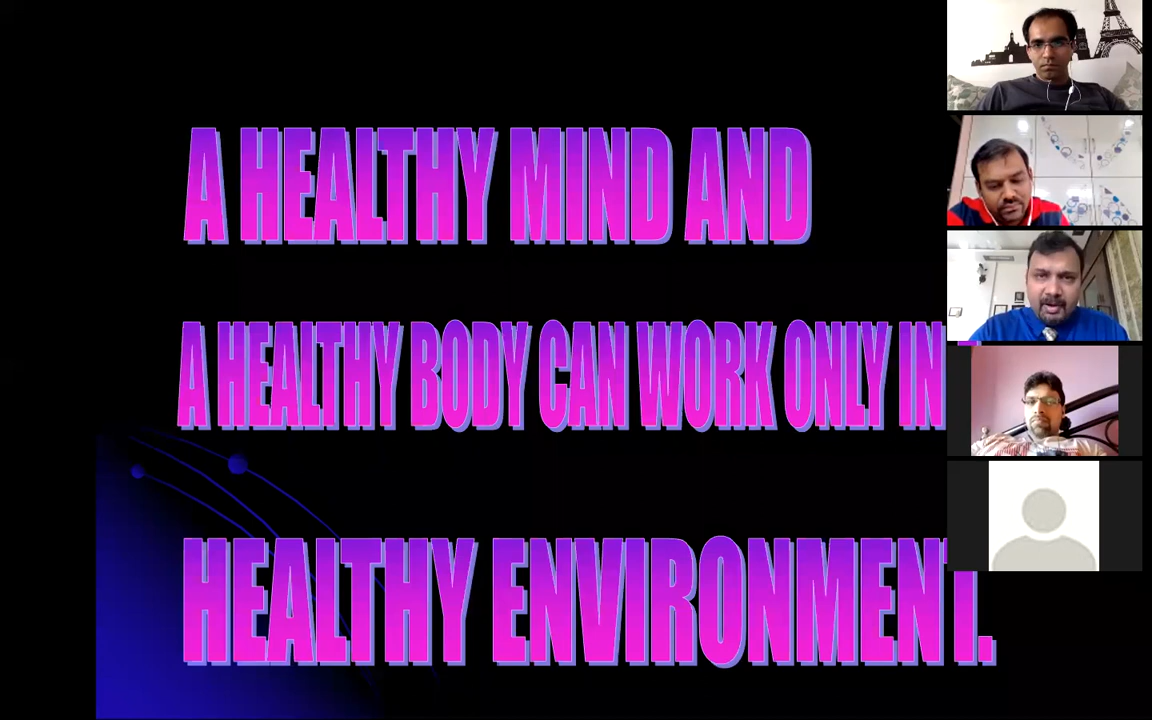 A HEALTHY MIND AND
A HEALTHY BODY CAN WORK ONLY IN
HEALTHY ENVIRONMENT.